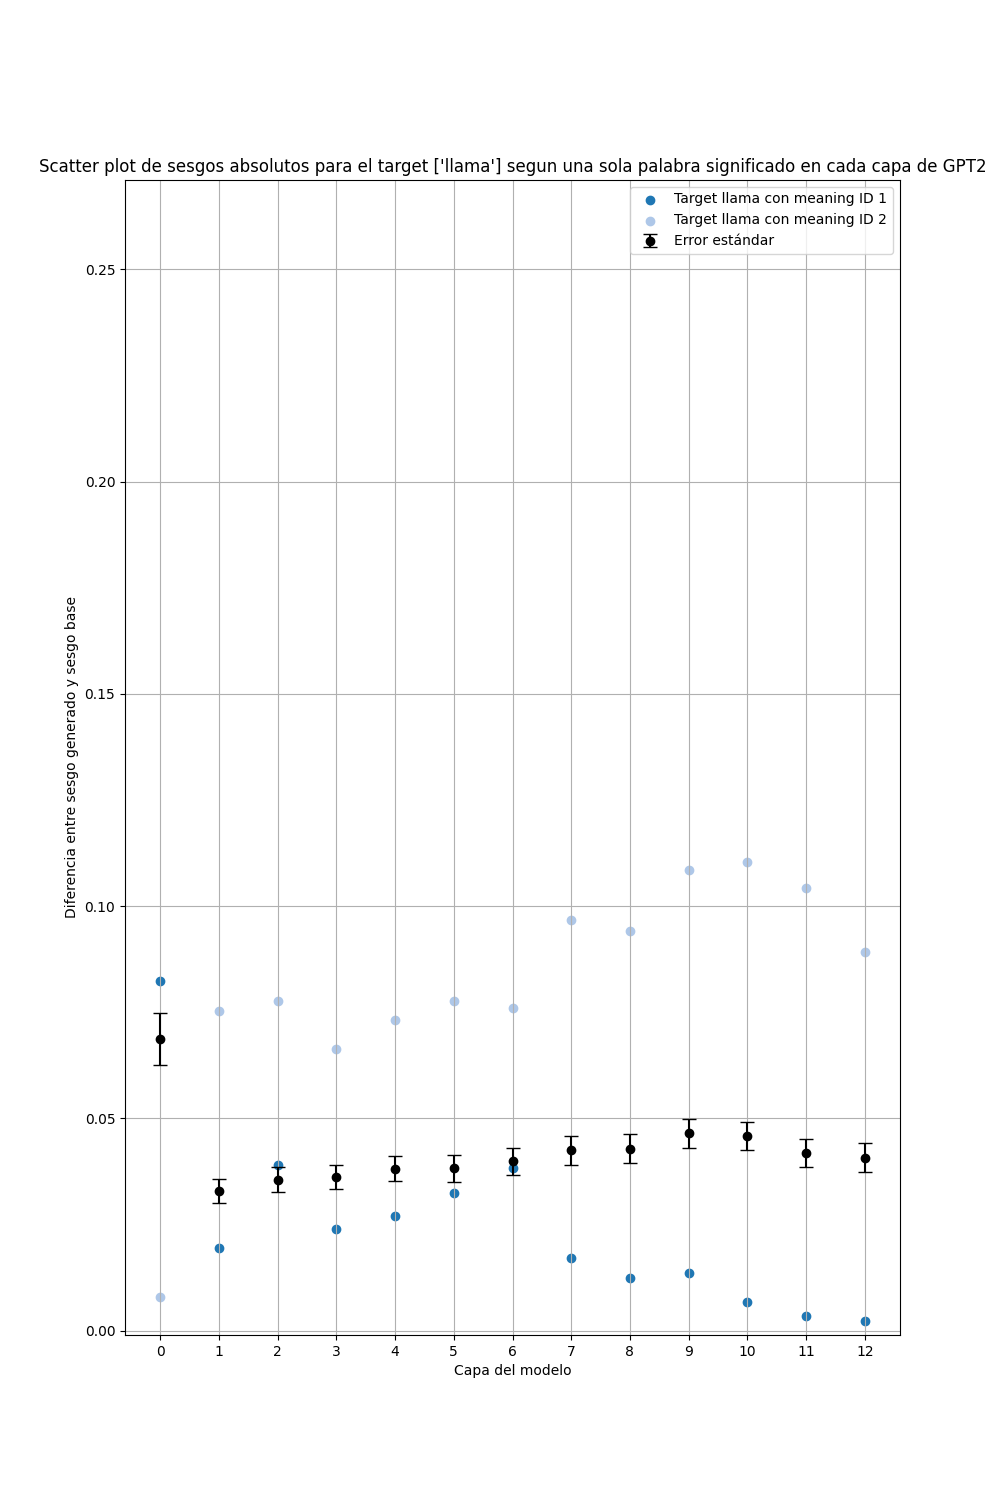 Scatter plot de sesgos absolutos para el target ['llama'] segun una sola palabra significado en cada capa de GPT2
Target llama con meaning ID 1
Target llama con meaning ID 2
Error estándar
Diferencia entre sesgo generado y sesgo base
0.25
0.20
0.15
0.10
0.05
0.00
0 1 2 3 4 5 6 7 8 9 10 11 12
Capa del modelo